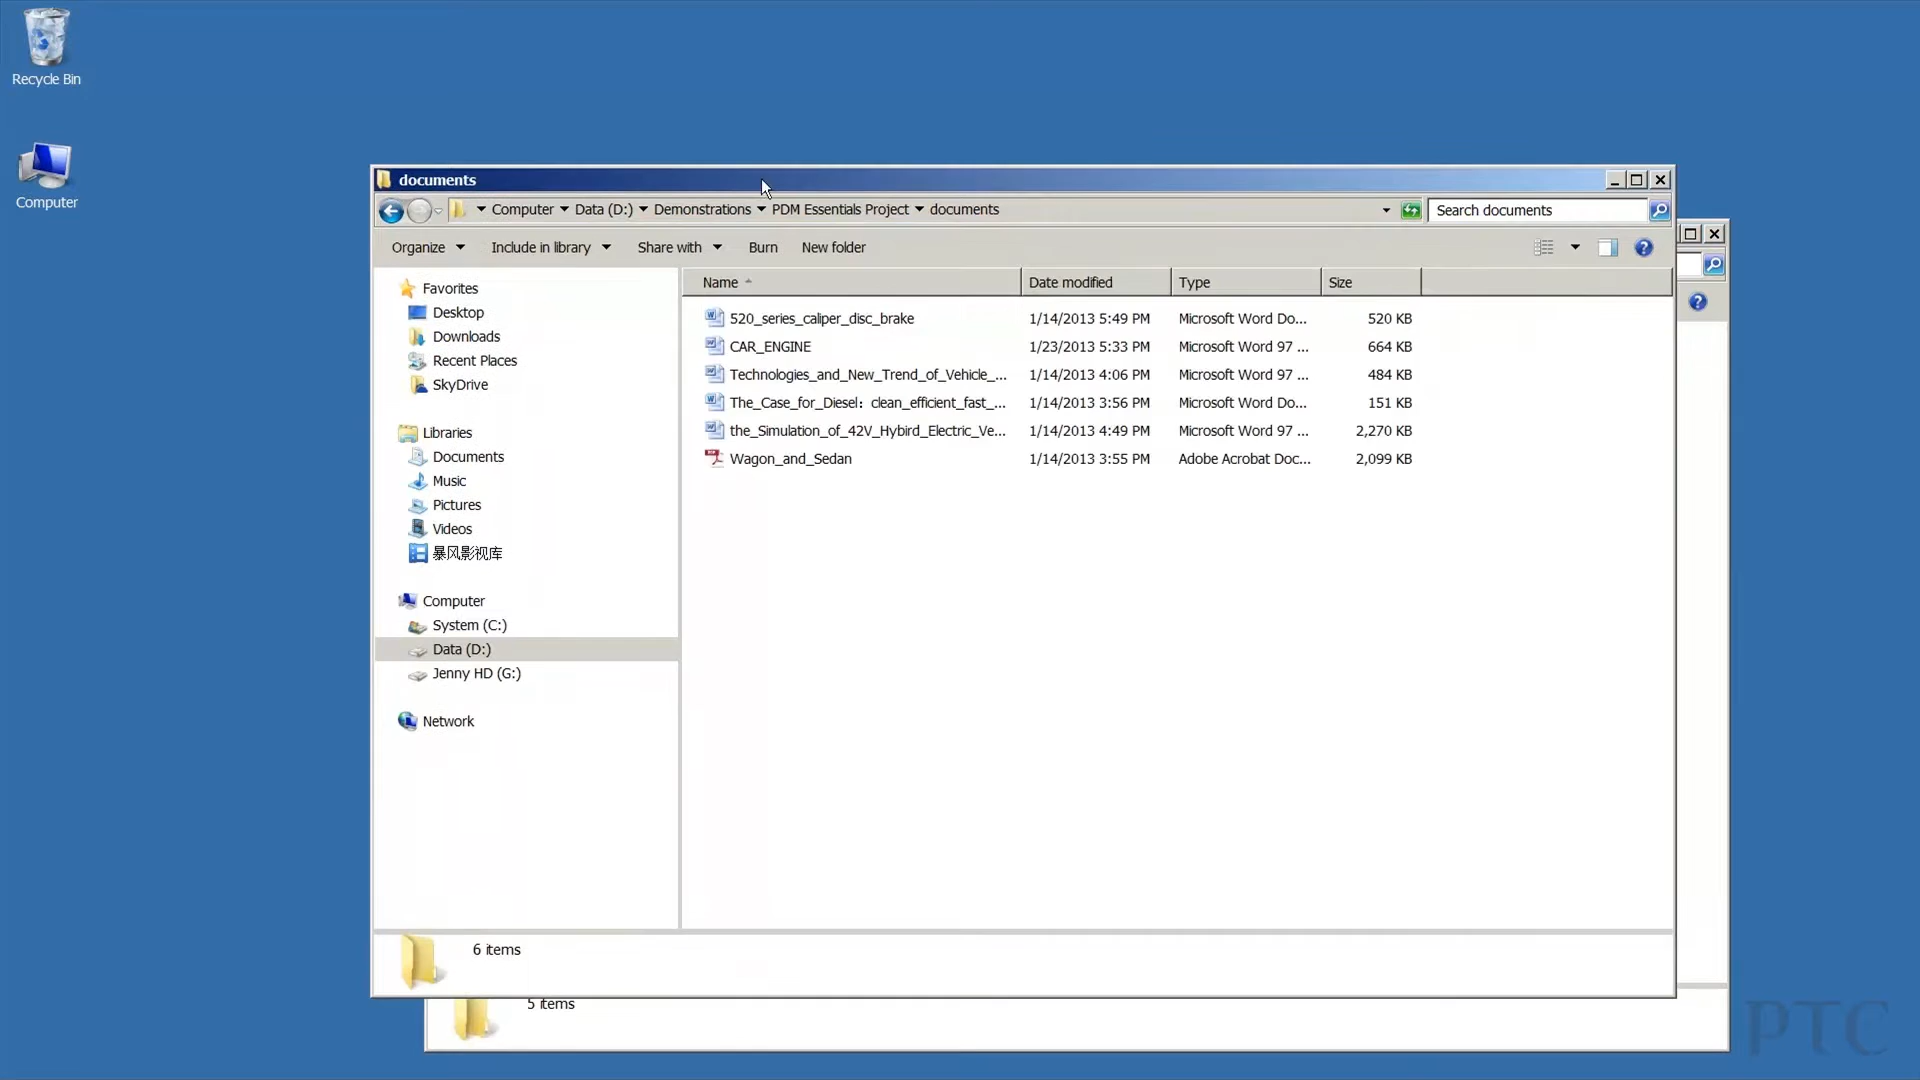 Recycle Bin
Computer
documents
Computer Data (D:) Demonstrations PDM Essentials Project documents
Search documents
Organize Include in library Share with Burn New folder
Name Date modified Type Size
Favorites
Desktop
Downloads
Recent Places
SkyDrive
Libraries
Documents
Music
Pictures
Videos
暴风影视库
Computer
System (C:)
Data (D:)
Jenny HD (G:)
Network
520_series_caliper_disc_brake 1/14/2013 5:49 PM Microsoft Word Do... 520 KB
CAR_ENGINE 1/23/2013 5:33 PM Microsoft Word 97 ... 664 KB
Technologies_and_New_Trend_of_Vehicle_... 1/14/2013 4:06 PM Microsoft Word 97 ... 484 KB
The_Case_for_Diesel：clean_efficient_fast_... 1/14/2013 3:56 PM Microsoft Word Do... 151 KB
the_Simulation_of_42V_Hybird_Electric_Ve... 1/14/2013 4:49 PM Microsoft Word 97 ... 2,270 KB
Wagon_and_Sedan 1/14/2013 3:55 PM Adobe Acrobat Doc... 2,099 KB
6 items
5 items
PTC